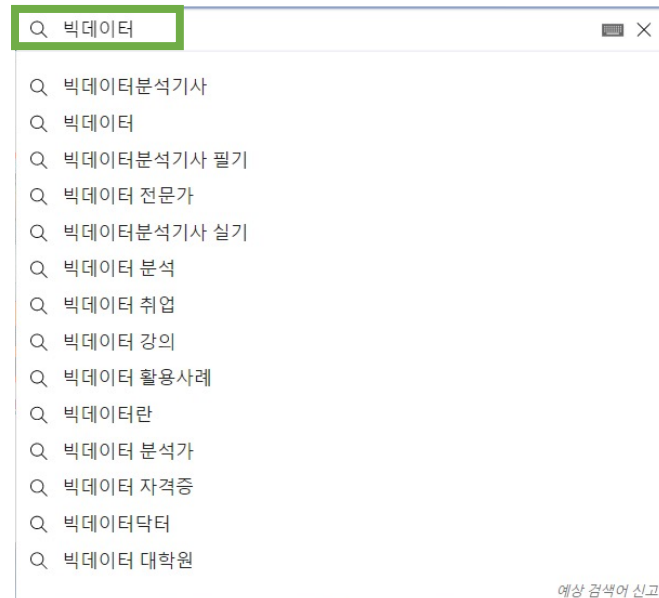 빅데이터
빅데이터분석기사
빅데이터
빅데이터분석기사 필기
빅데이터 전문가
빅데이터분석기사 실기
빅데이터 분석
빅데이터 취업
빅데이터 강의
빅데이터 활용사례
빅데이터란
빅데이터 분석가
빅데이터 자격증
빅데이터닥터
빅데이터 대학원
예상 검색어 신고